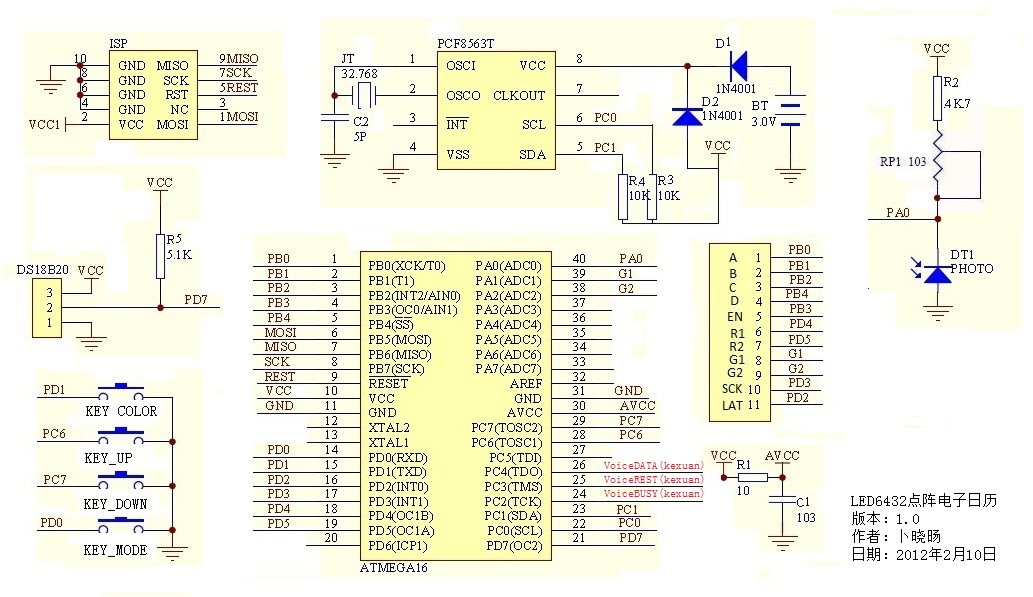 ISP
10 GND MISO 9 MISO
8 GND SCK 7 SCK
6 GND RST 5 REST
4 GND NC 3
VCC1 2 VCC MOSI 1 MOSI
PCF8563T
JT
32.768
C2
5P
1 OSCI VCC 8
2 OSCO CLKOUT 7
3 INT SCL 6 PC0
4 VSS SDA 5 PC1
D1
1N4001
D2
1N4001
BT
3.0V
VCC
R4
10K
R3
10K
VCC
R2
4K7
RP1 103
PA0
DT1
PHOTO
VCC
R5
5.1K
DS18B20
VCC
3
2
1
PD7
PD1
KEY COLOR
PC6
KEY_UP
PC7
KEY_DOWN
PD0
KEY_MODE
PB0 1 PB0(XCK/T0) PA0(ADC0) 40 PA0
PB1 2 PB1(T1) PA1(ADC1) 39 G1
PB2 3 PB2(INT2/AIN0) PA2(ADC2) 38 G2
PB3 4 PB3(OC0/AIN1) PA3(ADC3) 37
PB4 5 PB4(SS) PA4(ADC4) 36
MOSI 6 PB5(MOSI) PA5(ADC5) 35
MISO 7 PB6(MISO) PA6(ADC6) 34
SCK 8 PB7(SCK) PA7(ADC7) 33
REST 9 RESET AREF 32
VCC 10 VCC GND 31 GND
GND 11 GND AVCC 30 AVCC
12 XTAL2 PC7(TOSC2) 29 PC7
13 XTAL1 PC6(TOSC1) 28 PC6
PD0 14 PD0(RXD) PC5(TDI) 27
PD1 15 PD1(TXD) PC4(TDO) 26 VoiceDATA(kexuan)
PD2 16 PD2(INT0) PC3(TMS) 25 VoiceREST(kexuan)
PD3 17 PD3(INT1) PC2(TCK) 24 VoiceBUSY(kexuan)
PD4 18 PD4(OC1B) PC1(SDA) 23 PC1
PD5 19 PD5(OC1A) PC0(SCL) 22 PC0
20 PD6(ICP1) PD7(OC2) 21 PD7
ATMEGA16
A 1 PB0
B 2 PB1
C 3 PB2
D 4 PB4
EN 5 PB3
R1 6 PD4
R2 7 PD5
G1 8 G1
G2 9 G2
SCK 10 PD3
LAT 11 PD2
VCC R1 AVCC
10
C1
103
LED6432点阵电子日历
版本：1.0
作者：卜晓旸
日期：2012年2月10日